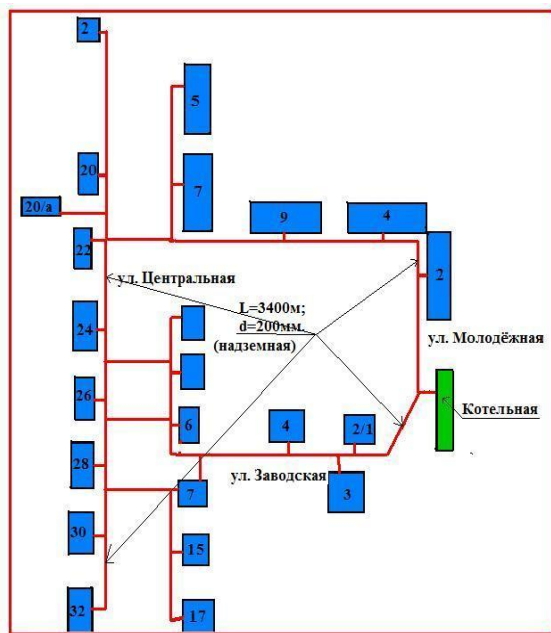 2
5
20
7
20/а
9
4
22
2
ул. Центральная
L=3400м;
d=200мм.
(надземная)
24
ул. Молодёжная
26
Котельная
6
4
2/1
28
ул. Заводская
7
3
30
15
32
17